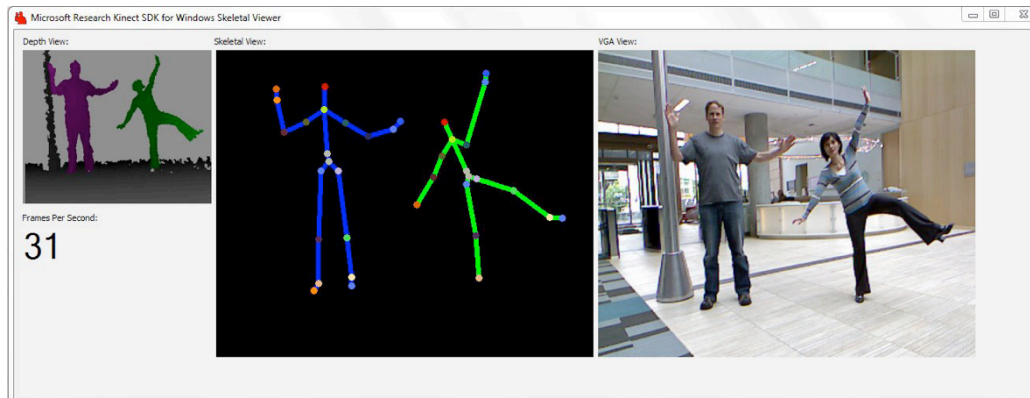 Microsoft Research Kinect SDK for Windows Skeletal Viewer
Depth View:
Skeletal View:
VGA View:
Frames Per Second:
31